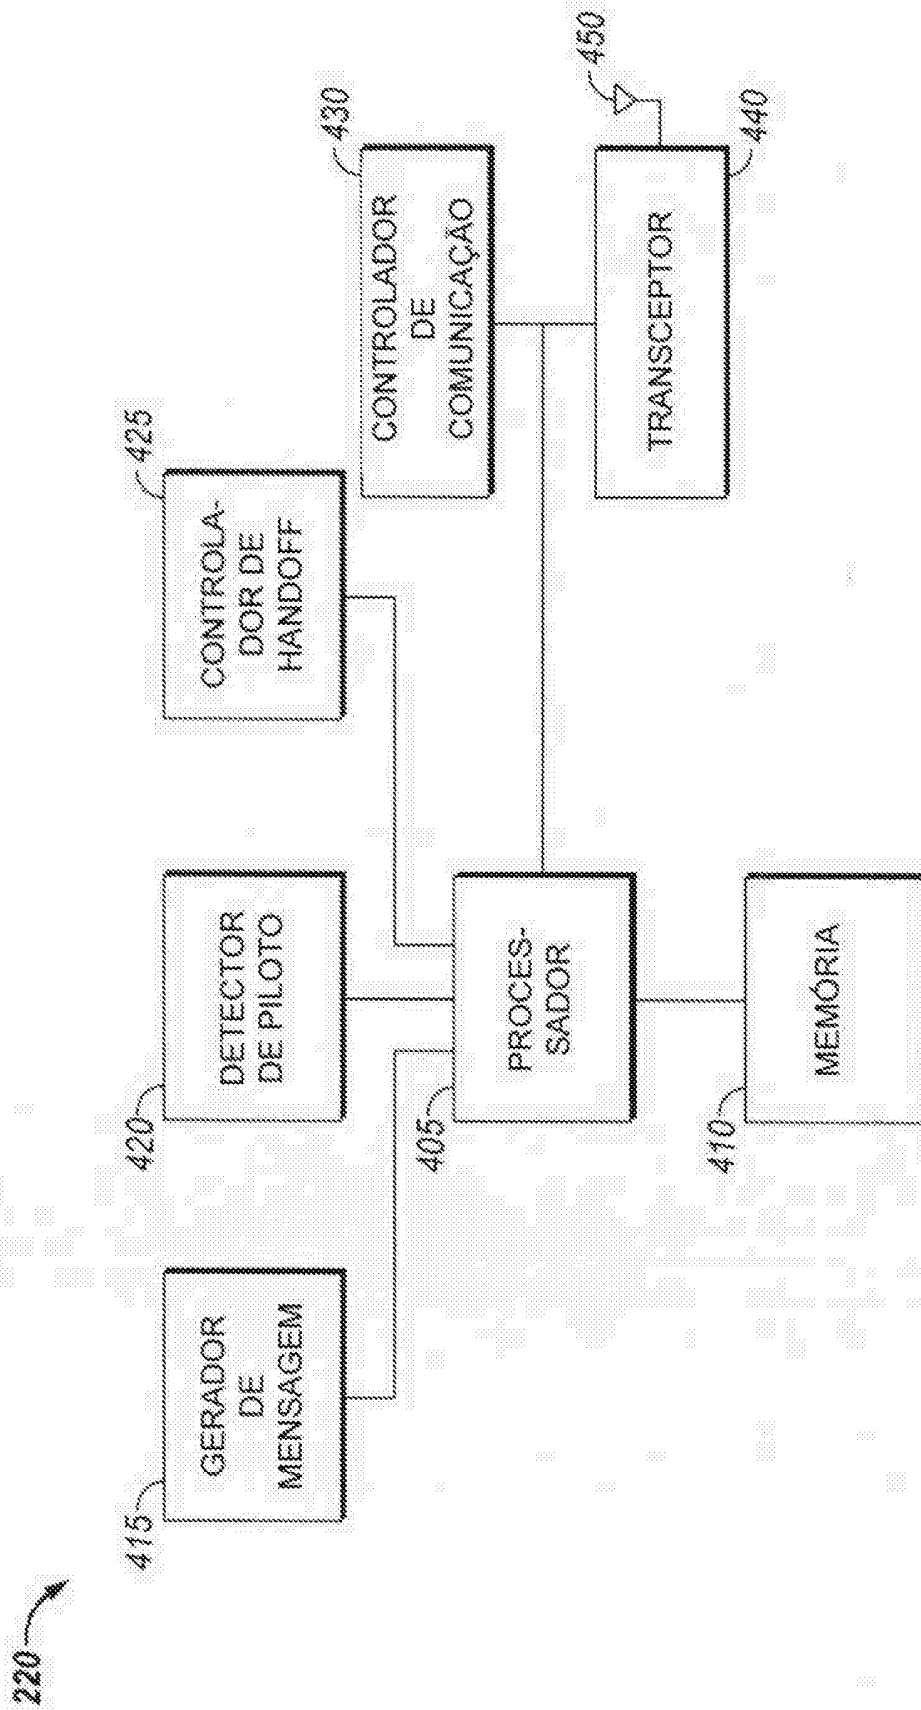 220
415
GERADOR
DE
MENSAGEM
420
DETECTOR
DE PILOTO
425
CONTROLA-
DOR DE
HANDOFF
430
CONTROLADOR
DE
COMUNICAÇÃO
405
PROCES-
SADOR
450
TRANSCEPTOR
440
410
MEMÓRIA